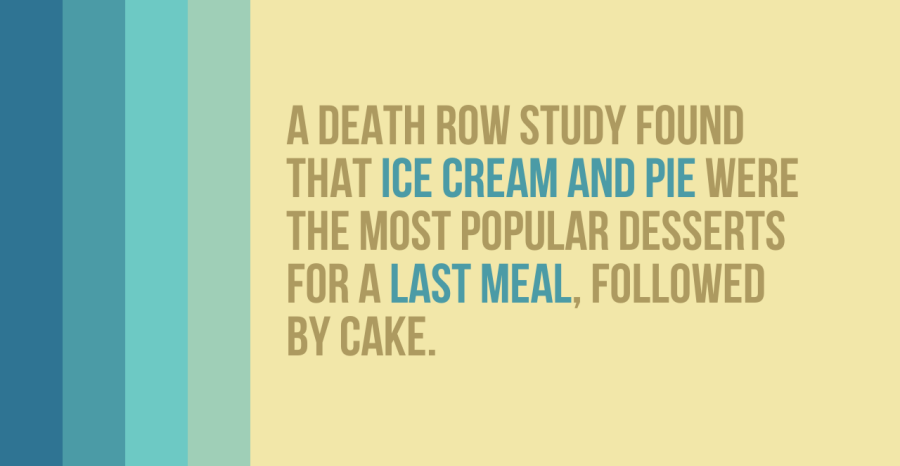 A DEATH ROW STUDY FOUND
THAT ICE CREAM AND PIE WERE
THE MOST POPULAR DESSERTS
FOR A LAST MEAL, FOLLOWED
BY CAKE.